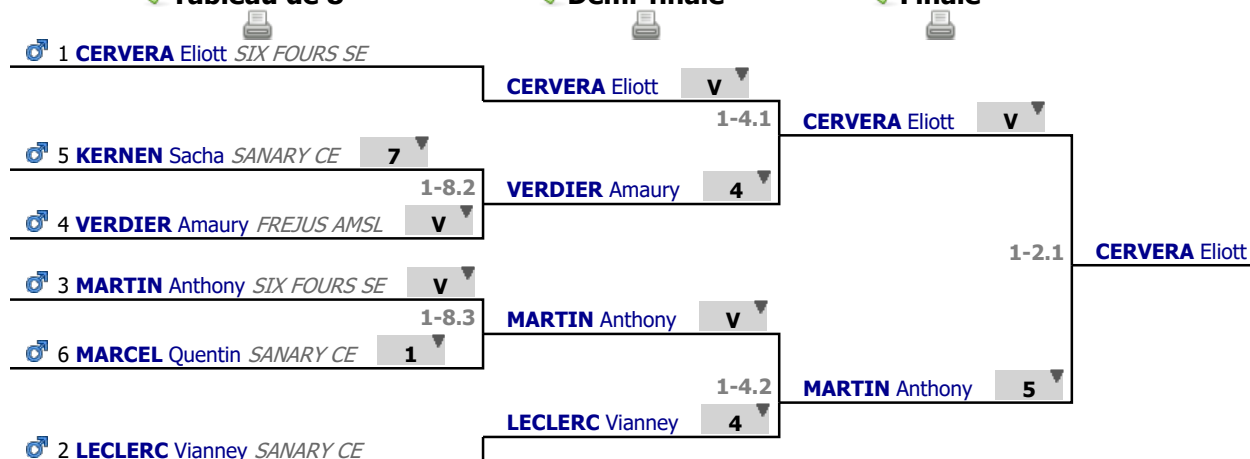 Tableau de 8
Demi-finale
Finale
1 CERVERA Eliott SIX FOURS SE
CERVERA Eliott V
1-4.1
CERVERA Eliott V
5 KERNEN Sacha SANARY CE 7
1-8.2
VERDIER Amaury 4
4 VERDIER Amaury FREJUS AMSL V
1-2.1
CERVERA Eliott
3 MARTIN Anthony SIX FOURS SE V
1-8.3
MARTIN Anthony V
6 MARCEL Quentin SANARY CE 1
1-4.2
MARTIN Anthony 5
LECLERC Vianney 4
2 LECLERC Vianney SANARY CE